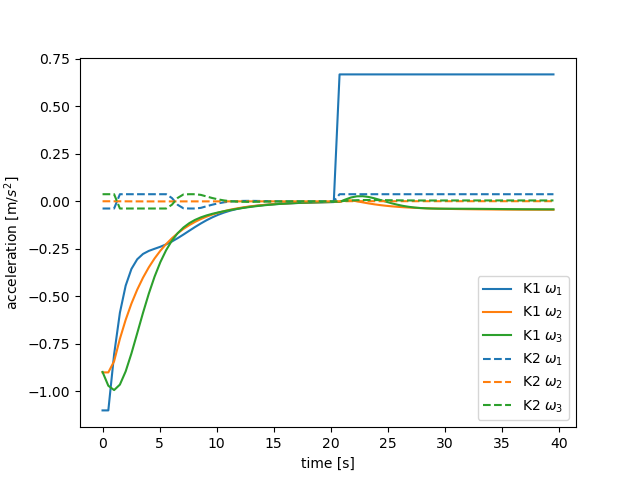 0.75
0.50
0.25
0.00
−0.25
−0.50
−0.75
−1.00
acceleration [m/s²]
0 5 10 15 20 25 30 35 40
time [s]
K1 ω₁
K1 ω₂
K1 ω₃
K2 ω₁
K2 ω₂
K2 ω₃